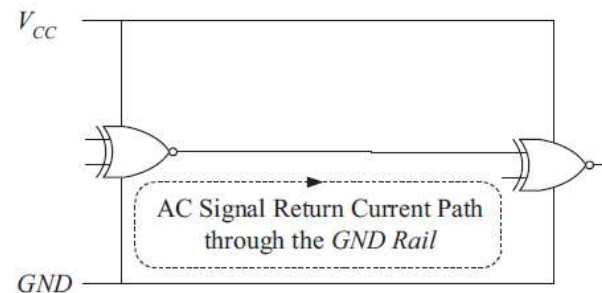 V_CC
AC Signal Return Current Path
through the GND Rail
GND